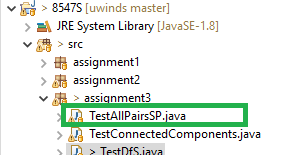 > 8547S [uwinds master]
JRE System Library [JavaSE-1.8]
> src
assignment1
assignment2
> assignment3
TestAllPairsSP.java
TestConnectedComponents.java
> TestDfS.java